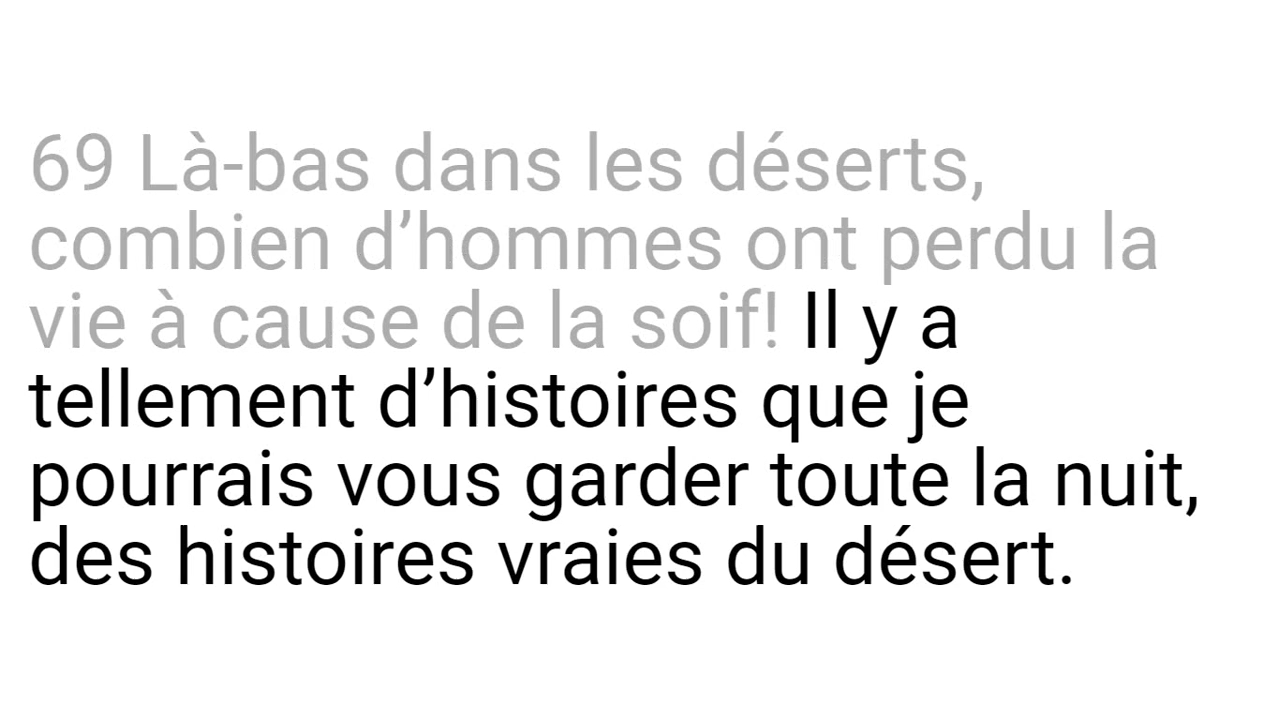 69 Là-bas dans les déserts,
combien d’hommes ont perdu la
vie à cause de la soif! Il y a
tellement d’histoires que je
pourrais vous garder toute la nuit,
des histoires vraies du désert.